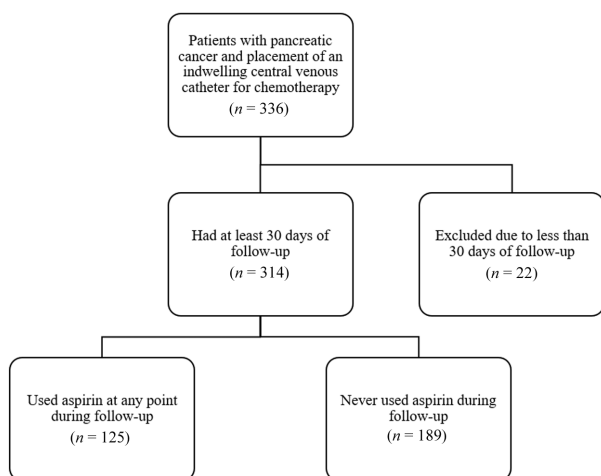 Patients with pancreatic
cancer and placement of an
indwelling central venous
catheter for chemotherapy
(n = 336)
Had at least 30 days of
follow-up
(n = 314)
Excluded due to less than
30 days of follow-up
(n = 22)
Used aspirin at any point
during follow-up
(n = 125)
Never used aspirin during
follow-up
(n = 189)